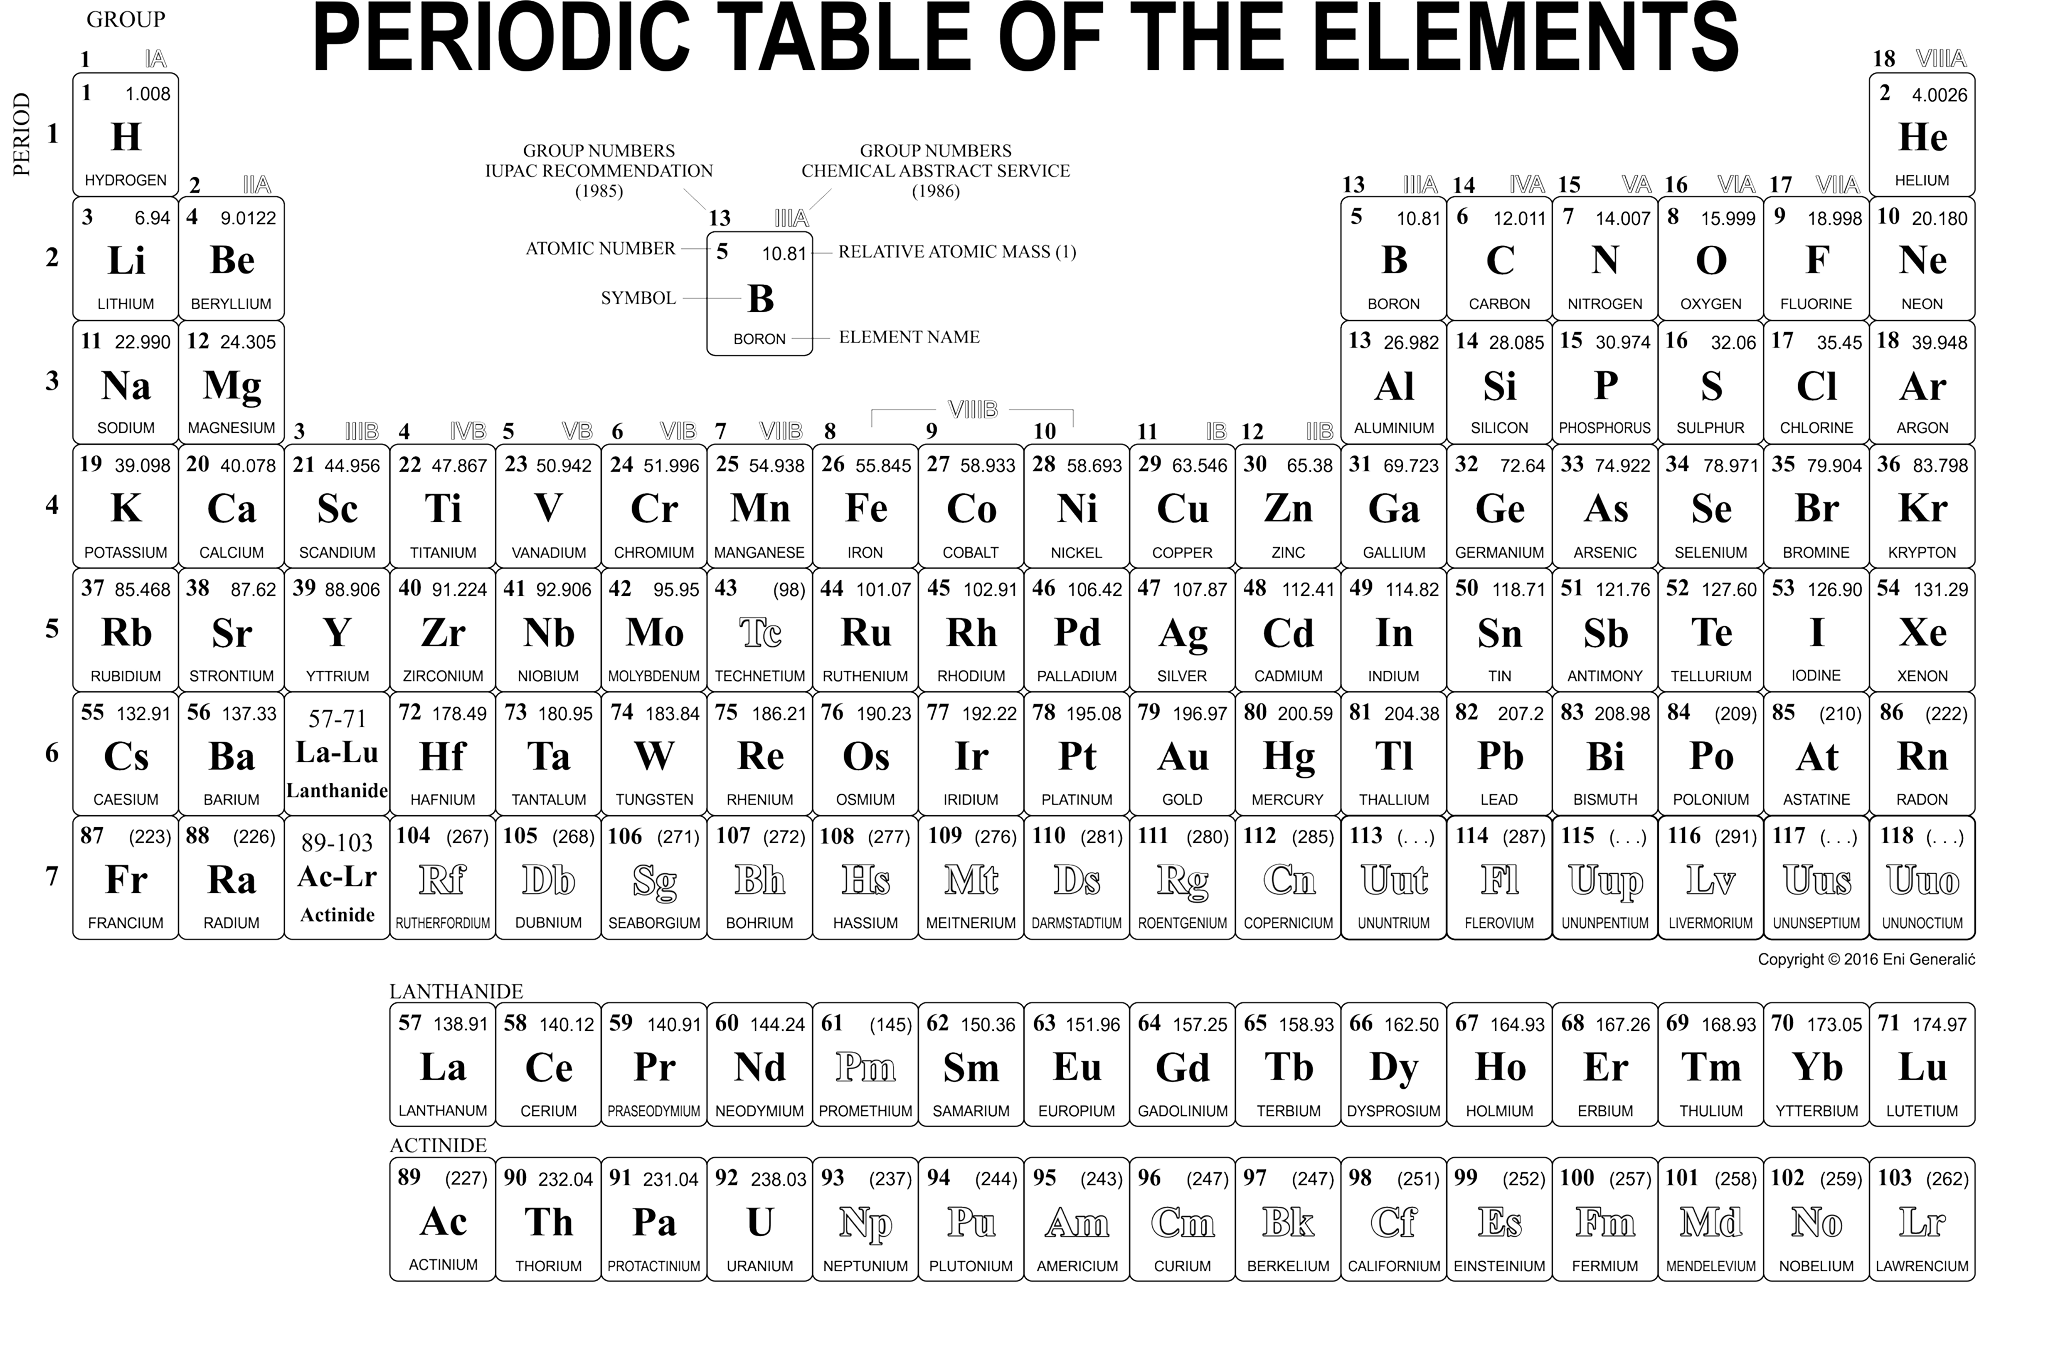 PERIODIC TABLE OF THE ELEMENTS
GROUP
PERIOD
1 IA
18 VIIIA
1
1 1.008
H
HYDROGEN
2 4.0026
He
HELIUM
GROUP NUMBERS
IUPAC RECOMMENDATION
(1985)
GROUP NUMBERS
CHEMICAL ABSTRACT SERVICE
(1986)
13 IIIA
ATOMIC NUMBER
5 10.81
RELATIVE ATOMIC MASS (1)
SYMBOL
B
BORON
ELEMENT NAME
2 IIA
13 IIIA 14 IVA 15 VA 16 VIA 17 VIIA
2
3 6.94 4 9.0122 5 10.81 6 12.011 7 14.007 8 15.999 9 18.998 10 20.180
Li Be B C N O F Ne
LITHIUM BERYLLIUM BORON CARBON NITROGEN OXYGEN FLUORINE NEON
3
11 22.990 12 24.305 13 26.982 14 28.085 15 30.974 16 32.06 17 35.45 18 39.948
Na Mg Al Si P S Cl Ar
SODIUM MAGNESIUM ALUMINIUM SILICON PHOSPHORUS SULPHUR CHLORINE ARGON
VIIIB
3 IIIB 4 IVB 5 VB 6 VIB 7 VIIB 8 9 10 11 IB 12 IIB
4
19 39.098 20 40.078 21 44.956 22 47.867 23 50.942 24 51.996 25 54.938 26 55.845 27 58.933 28 58.693 29 63.546 30 65.38 31 69.723 32 72.64 33 74.922 34 78.971 35 79.904 36 83.798
K Ca Sc Ti V Cr Mn Fe Co Ni Cu Zn Ga Ge As Se Br Kr
POTASSIUM CALCIUM SCANDIUM TITANIUM VANADIUM CHROMIUM MANGANESE IRON COBALT NICKEL COPPER ZINC GALLIUM GERMANIUM ARSENIC SELENIUM BROMINE KRYPTON
5
37 85.468 38 87.62 39 88.906 40 91.224 41 92.906 42 95.95 43 (98) 44 101.07 45 102.91 46 106.42 47 107.87 48 112.41 49 114.82 50 118.71 51 121.76 52 127.60 53 126.90 54 131.29
Rb Sr Y Zr Nb Mo Tc Ru Rh Pd Ag Cd In Sn Sb Te I Xe
RUBIDIUM STRONTIUM YTTRIUM ZIRCONIUM NIOBIUM MOLYBDENUM TECHNETIUM RUTHENIUM RHODIUM PALLADIUM SILVER CADMIUM INDIUM TIN ANTIMONY TELLURIUM IODINE XENON
6
55 132.91 56 137.33 57-71 72 178.49 73 180.95 74 183.84 75 186.21 76 190.23 77 192.22 78 195.08 79 196.97 80 200.59 81 204.38 82 207.2 83 208.98 84 (209) 85 (210) 86 (222)
Cs Ba La-Lu Hf Ta W Re Os Ir Pt Au Hg Tl Pb Bi Po At Rn
CAESIUM BARIUM Lanthanide HAFNIUM TANTALUM TUNGSTEN RHENIUM OSMIUM IRIDIUM PLATINUM GOLD MERCURY THALLIUM LEAD BISMUTH POLONIUM ASTATINE RADON
7
87 (223) 88 (226) 89-103 104 (267) 105 (268) 106 (271) 107 (272) 108 (277) 109 (276) 110 (281) 111 (280) 112 (285) 113 (. . .) 114 (287) 115 (. . .) 116 (291) 117 (. . .) 118 (. . .)
Fr Ra Ac-Lr Rf Db Sg Bh Hs Mt Ds Rg Cn Uut Fl Uup Lv Uus Uuo
FRANCIUM RADIUM Actinide RUTHERFORDIUM DUBNIUM SEABORGIUM BOHRIUM HASSIUM MEITNERIUM DARMSTADTIUM ROENTGENIUM COPERNICIUM UNUNTRIUM FLEROVIUM UNUNPENTIUM LIVERMORIUM UNUNSEPTIUM UNUNOCTIUM
Copyright © 2016 Eni Generalić
LANTHANIDE
57 138.91 58 140.12 59 140.91 60 144.24 61 (145) 62 150.36 63 151.96 64 157.25 65 158.93 66 162.50 67 164.93 68 167.26 69 168.93 70 173.05 71 174.97
La Ce Pr Nd Pm Sm Eu Gd Tb Dy Ho Er Tm Yb Lu
LANTHANUM CERIUM PRASEODYMIUM NEODYMIUM PROMETHIUM SAMARIUM EUROPIUM GADOLINIUM TERBIUM DYSPROSIUM HOLMIUM ERBIUM THULIUM YTTERBIUM LUTETIUM
ACTINIDE
89 (227) 90 232.04 91 231.04 92 238.03 93 (237) 94 (244) 95 (243) 96 (247) 97 (247) 98 (251) 99 (252) 100 (257) 101 (258) 102 (259) 103 (262)
Ac Th Pa U Np Pu Am Cm Bk Cf Es Fm Md No Lr
ACTINIUM THORIUM PROTACTINIUM URANIUM NEPTUNIUM PLUTONIUM AMERICIUM CURIUM BERKELIUM CALIFORNIUM EINSTEINIUM FERMIUM MENDELEVIUM NOBELIUM LAWRENCIUM